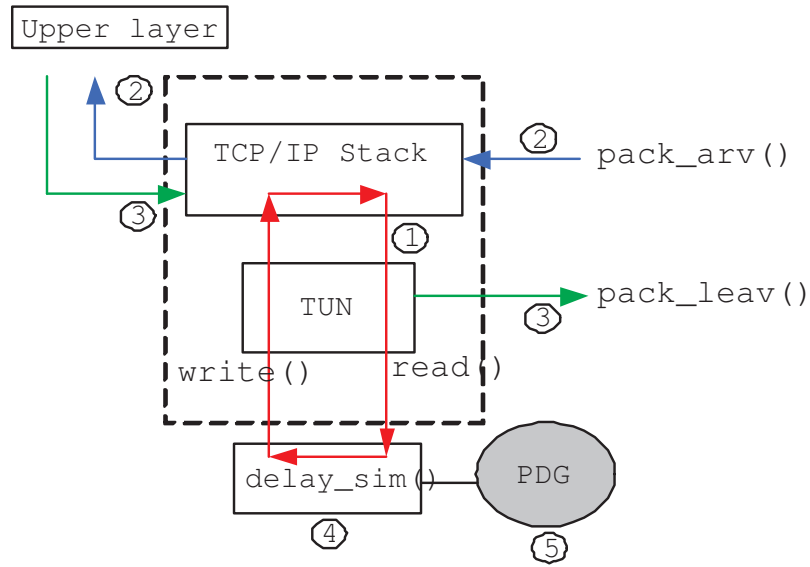 Upper layer
②
TCP/IP Stack
②
pack_arv()
③
①
TUN
③
pack_leav()
write()
read()
delay_sim()
PDG
④
⑤